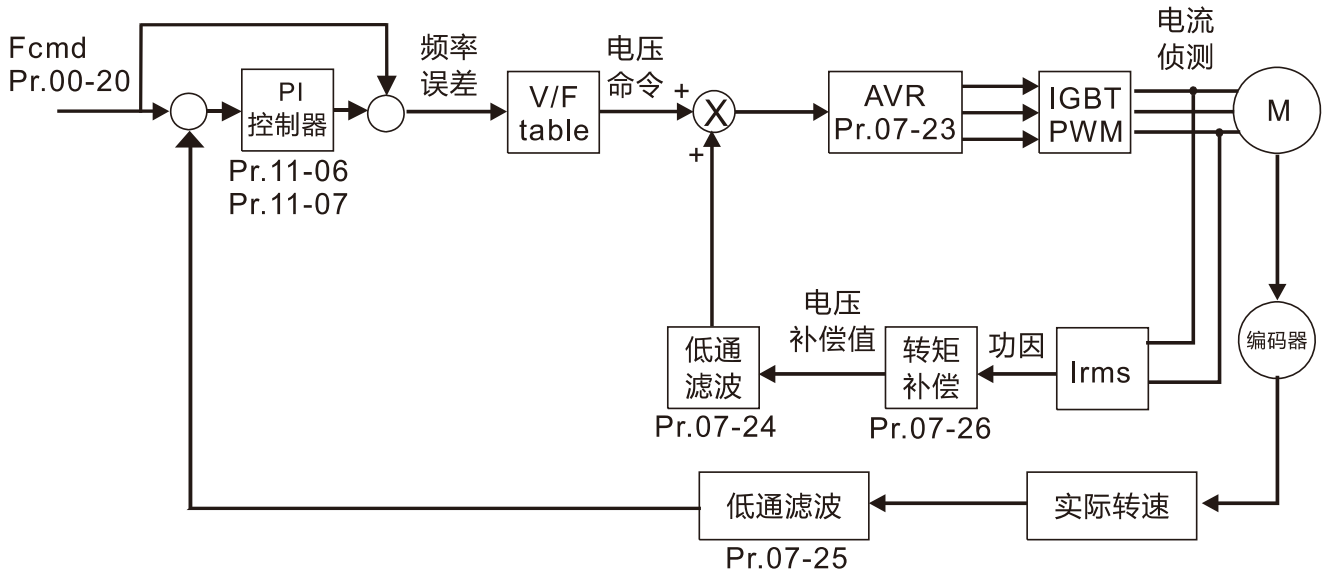 Fcmd
Pr.00-20
PI
控制器
Pr.11-06
Pr.11-07
频率
误差
V/F
table
电压
命令
+
X
+
AVR
Pr.07-23
IGBT
PWM
电流
侦测
M
低通
滤波
Pr.07-24
电压
补偿值
转矩
补偿
Pr.07-26
功因
Irms
编码器
低通滤波
Pr.07-25
实际转速